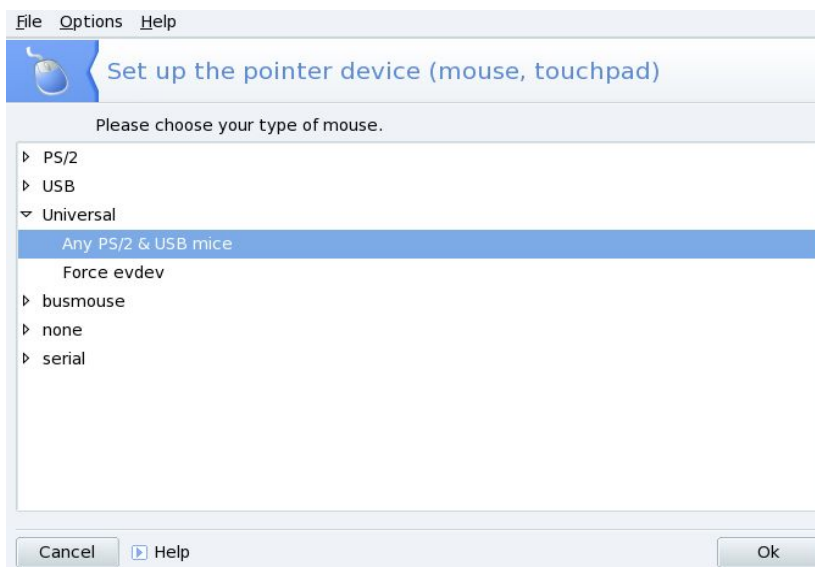 File Options Help
Set up the pointer device (mouse, touchpad)
Please choose your type of mouse.
PS/2
USB
Universal
Any PS/2 & USB mice
Force evdev
busmouse
none
serial
Cancel Help Ok